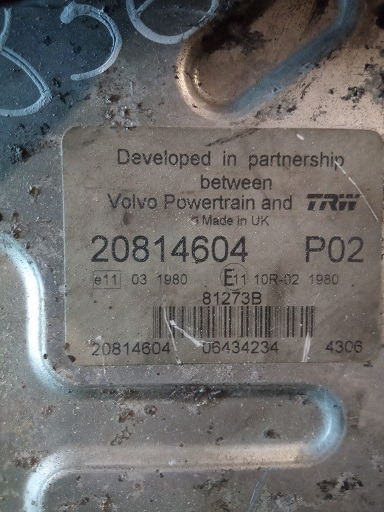 Developed in partnership
between
Volvo Powertrain and TRW
Made in UK
20814604 P02
e11 03 1980 E11 10R-02 1980
81273B
20814604 06434234 4306